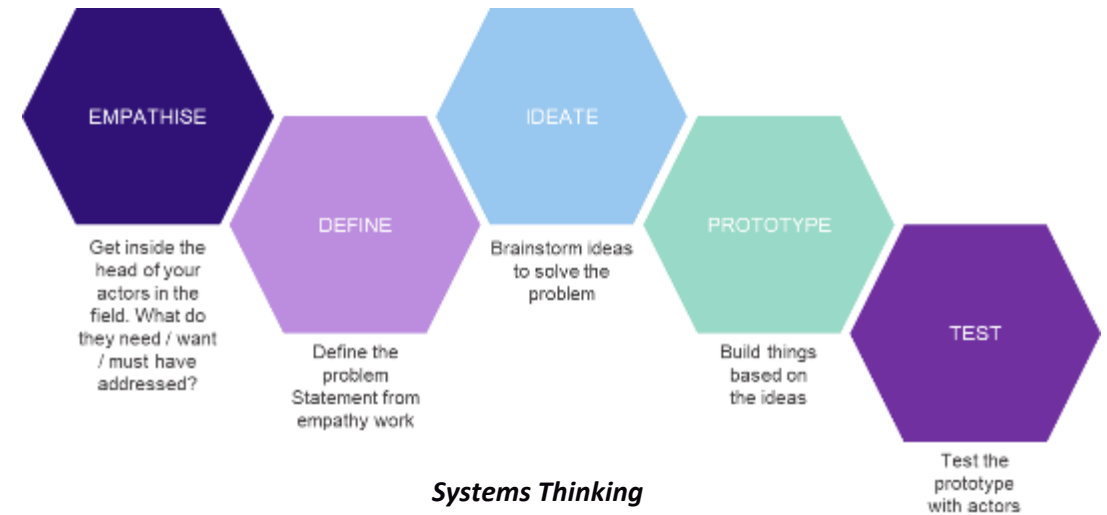 EMPATHISE
Get inside the
head of your
actors in the
field. What do
they need / want
/ must have
addressed?
DEFINE
Define the
problem
Statement from
empathy work
IDEATE
Brainstorm ideas
to solve the
problem
PROTOTYPE
Build things
based on
the ideas
TEST
Test the
prototype
with actors
Systems Thinking